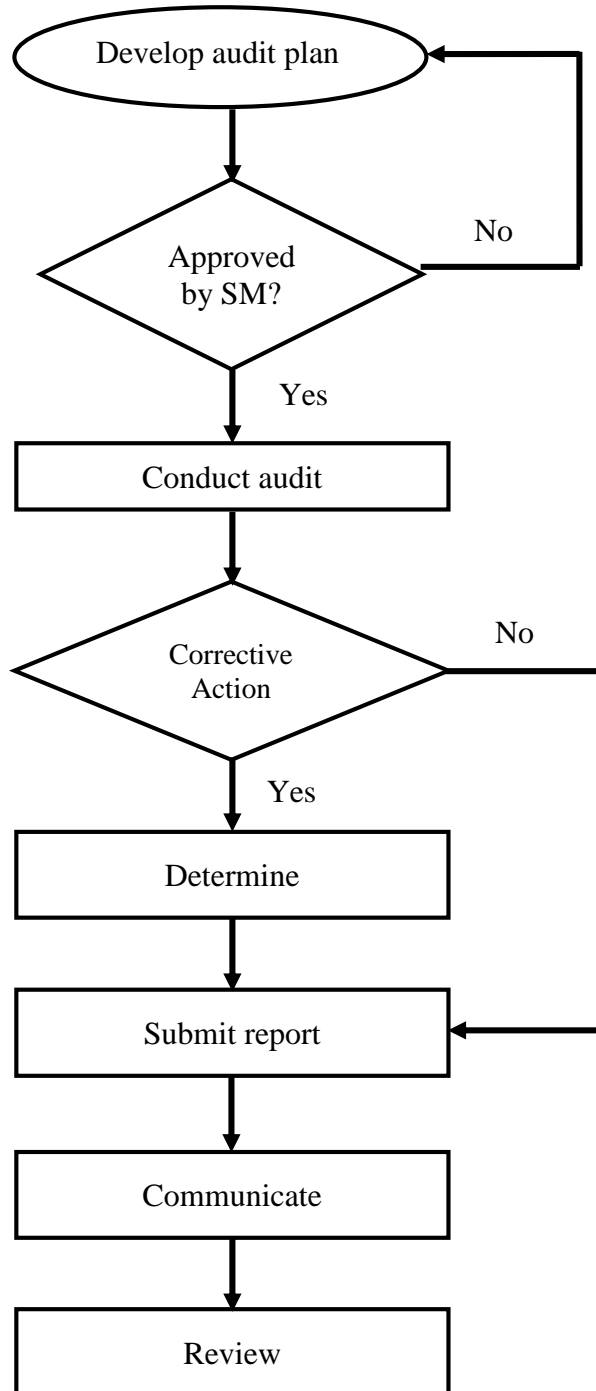 Develop audit plan
No
Approved
by SM?
Yes
Conduct audit
No
Corrective
Action
Yes
Determine
Submit report
Communicate
Review